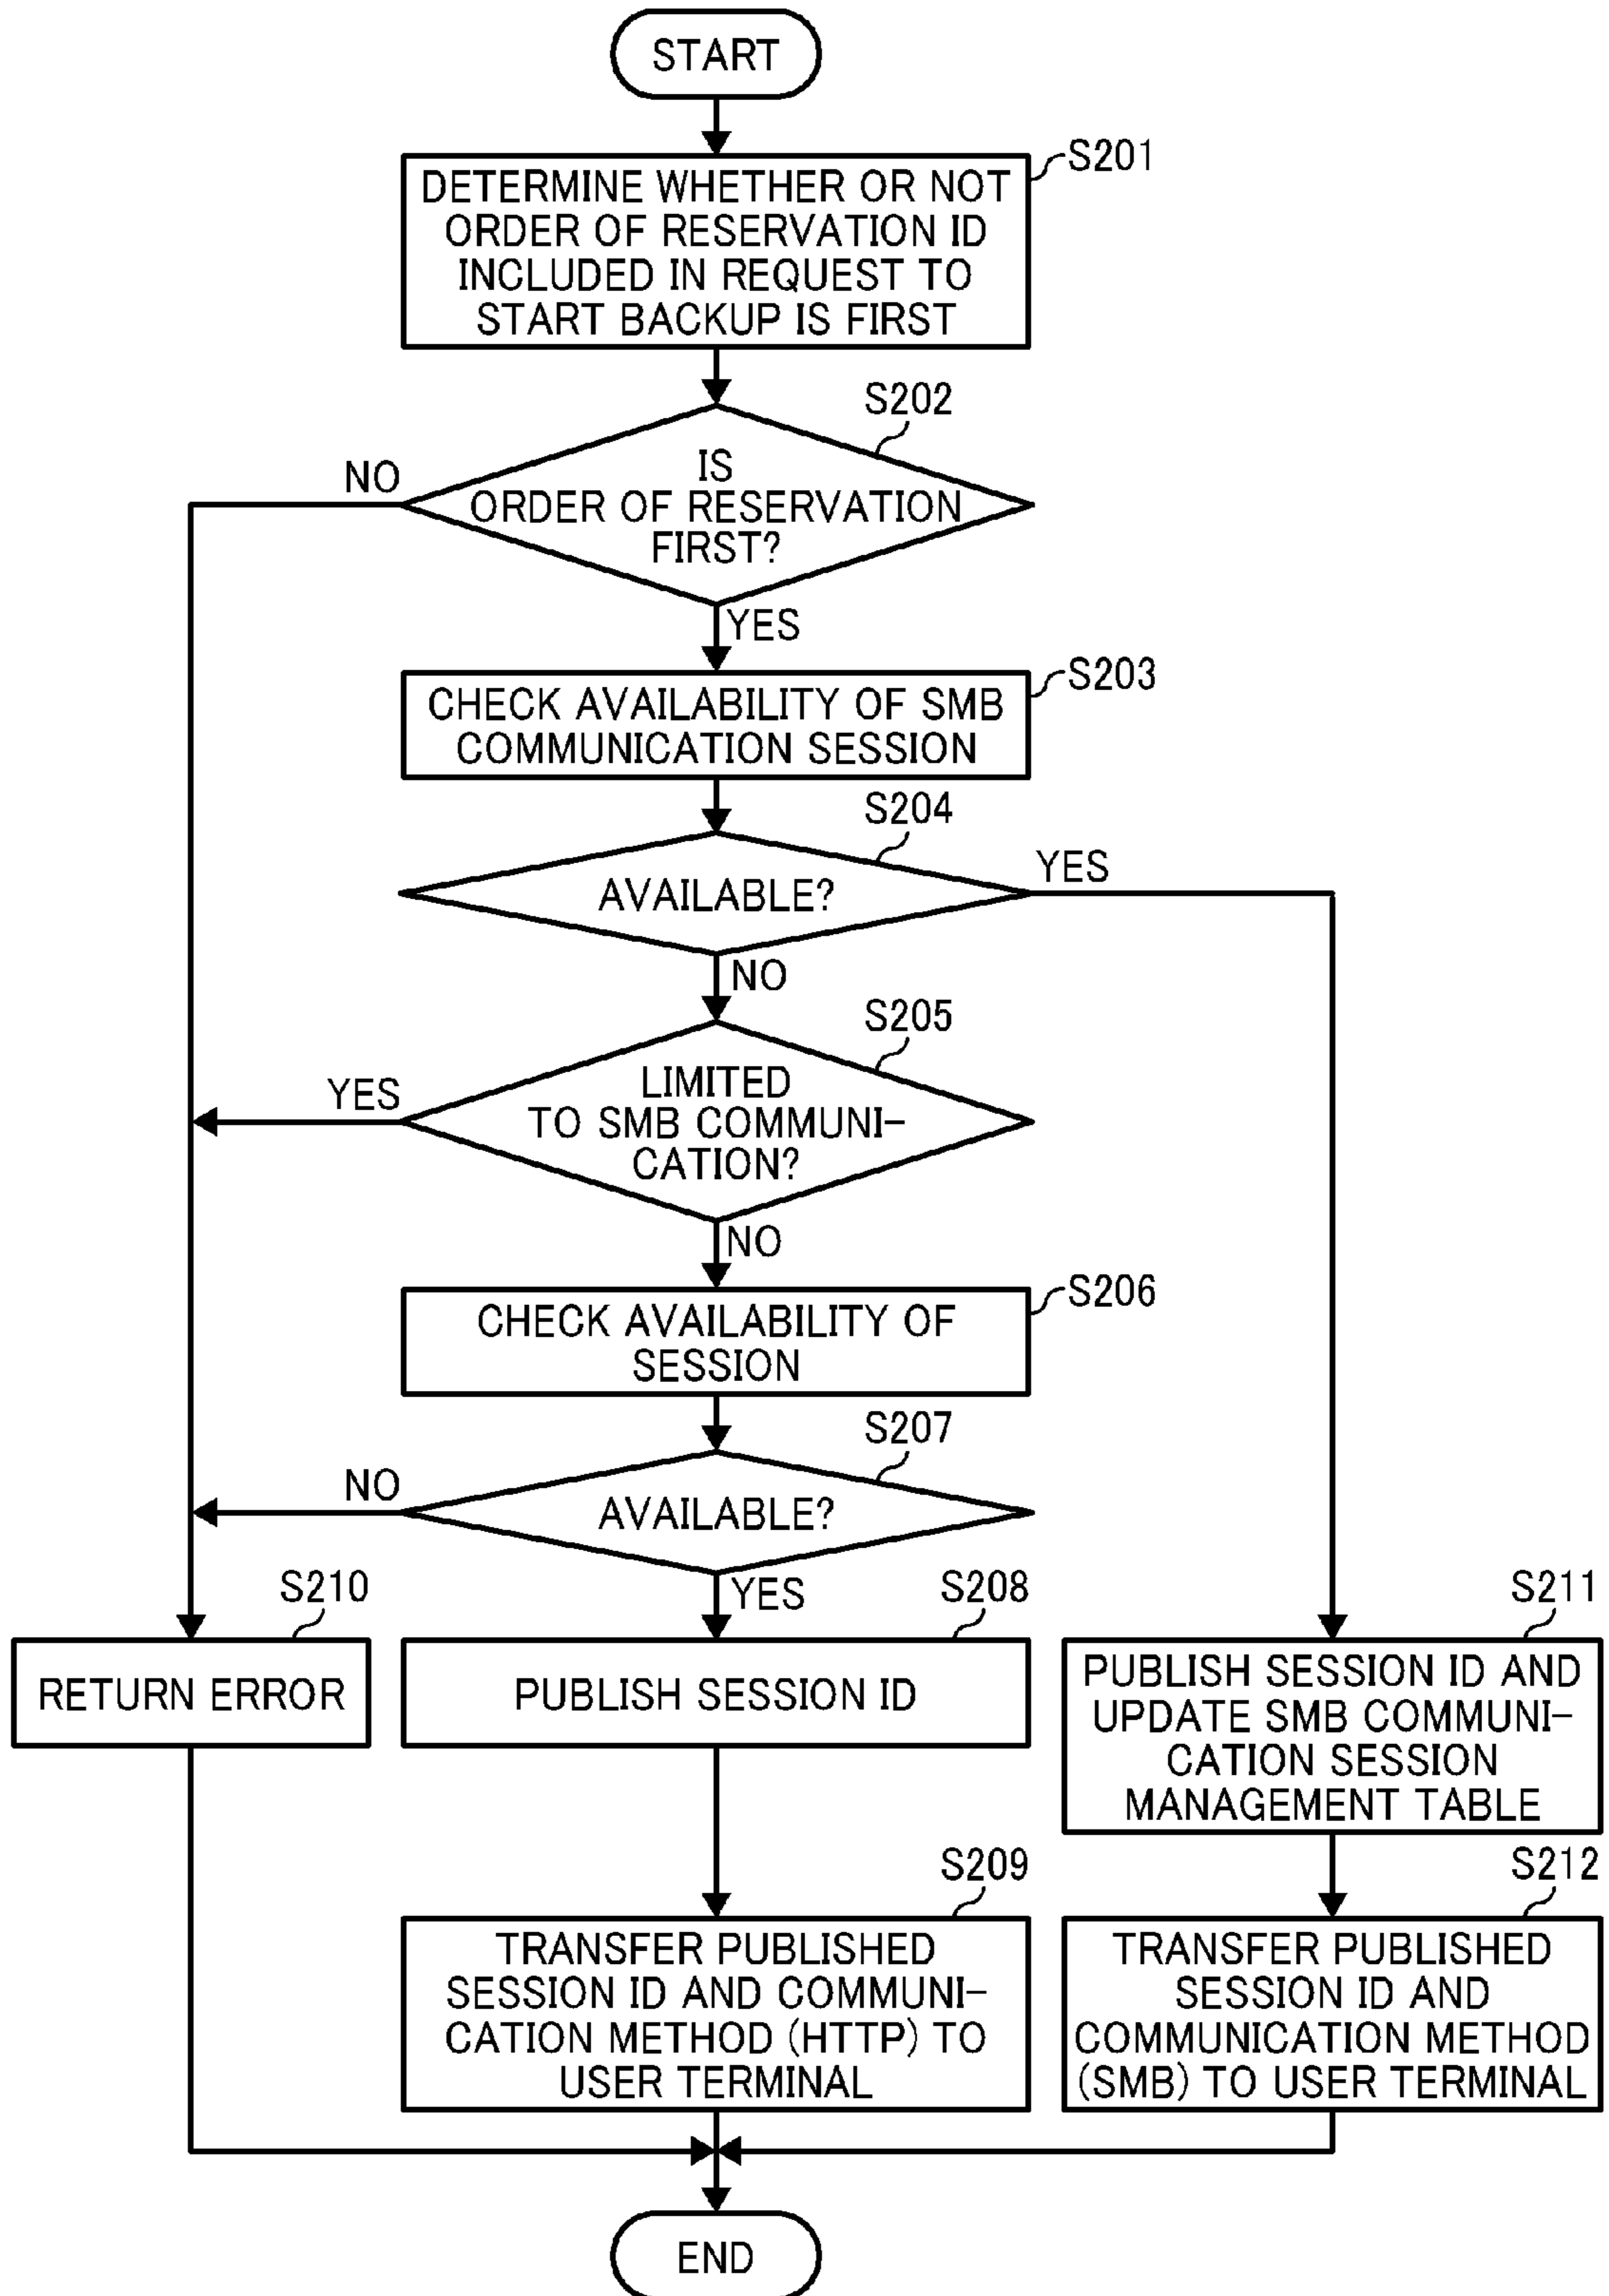 START
S201
DETERMINE WHETHER OR NOT
ORDER OF RESERVATION ID
INCLUDED IN REQUEST TO
START BACKUP IS FIRST
S202
NO
IS
ORDER OF RESERVATION
FIRST?
YES
S203
CHECK AVAILABILITY OF SMB
COMMUNICATION SESSION
S204
YES
AVAILABLE?
NO
S205
YES
LIMITED
TO SMB COMMUNI-
CATION?
NO
S206
CHECK AVAILABILITY OF
SESSION
S207
NO
AVAILABLE?
YES
S210
RETURN ERROR
S208
PUBLISH SESSION ID
S211
PUBLISH SESSION ID AND
UPDATE SMB COMMUNI-
CATION SESSION
MANAGEMENT TABLE
S209
TRANSFER PUBLISHED
SESSION ID AND COMMUNI-
CATION METHOD (HTTP) TO
USER TERMINAL
S212
TRANSFER PUBLISHED
SESSION ID AND
COMMUNICATION METHOD
(SMB) TO USER TERMINAL
END